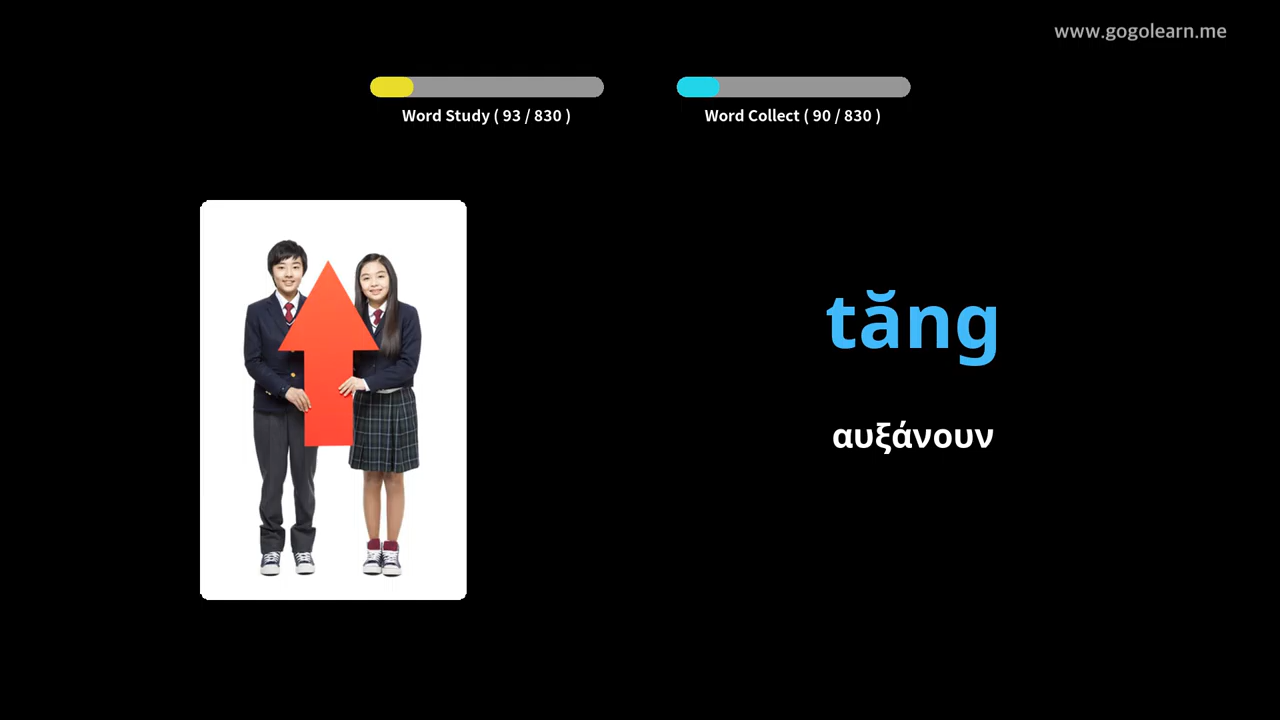 www.gogolearn.me
Word Study ( 93 / 830 )
Word Collect ( 90 / 830 )
tăng
αυξάνουν